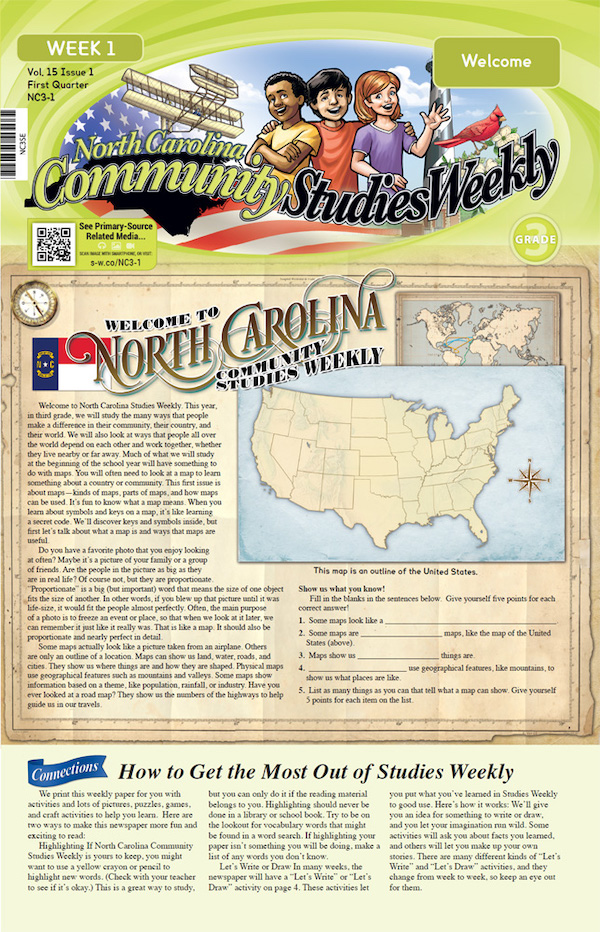 WEEK 1
Vol. 15 Issue 1
First Quarter
NC3-1
Welcome
NC3SE
North Carolina
Community Studies Weekly
GRADE
3
See Primary-Source
Related Media...
SCAN IMAGE WITH SMARTPHONE, OR VISIT:
s-w.co/NC3-1
WELCOME TO
NORTH CAROLINA
COMMUNITY
STUDIES WEEKLY
N C
Welcome to North Carolina Studies Weekly. This year,
in third grade, we will study the many ways that people
make a difference in their community, their country, and
their world. We will also look at ways that people all over
the world depend on each other and work together, whether
they live nearby or far away. Much of what we will study
at the beginning of the school year will have something to
do with maps. You will often need to look at a map to learn
something about a country or community. This first issue is
about maps—kinds of maps, parts of maps, and how maps
can be used. It's fun to know what a map means. When you
learn about symbols and keys on a map, it's like learning
a secret code. We'll discover keys and symbols inside, but
first let's talk about what a map is and ways that maps are
useful.
Do you have a favorite photo that you enjoy looking
at often? Maybe it's a picture of your family or a group
of friends. Are the people in the picture as big as they
are in real life? Of course not, but they are proportionate.
"Proportionate" is a big (but important) word that means the size of one object
fits the size of another. In other words, if you blew up that picture until it was
life-size, it would fit the people almost perfectly. Often, the main purpose
of a photo is to freeze an event or place, so that when we look at it later, we
can remember it just like it really was. That is like a map. It should also be
proportionate and nearly perfect in detail.
Some maps actually look like a picture taken from an airplane. Others
are only an outline of a location. Maps can show us land, water, roads, and
cities. They show us where things are and how they are shaped. Physical maps
use geographical features such as mountains and valleys. Some maps show
information based on a theme, like population, rainfall, or industry. Have you
ever looked at a road map? They show us the numbers of the highways to help
guide us in our travels.
This map is an outline of the United States.
Show us what you know!
Fill in the blanks in the sentences below. Give yourself five points for each
correct answer!
1. Some maps look like a ____________________.
2. Some maps are ____________________ maps, like the map of the United
States (above).
3. Maps show us ____________________ things are.
4. ____________________ use geographical features, like mountains, to
show us what places are like.
5. List as many things as you can that tell what a map can show. Give yourself
5 points for each item on the list.
Connections
How to Get the Most Out of Studies Weekly
We print this weekly paper for you with
activities and lots of pictures, puzzles, games,
and craft activities to help you learn. Here are
two ways to make this newspaper more fun and
exciting to read:
Highlighting If North Carolina Community
Studies Weekly is yours to keep, you might
want to use a yellow crayon or pencil to
highlight new words. (Check with your teacher
to see if it's okay.) This is a great way to study,
but you can only do it if the reading material
belongs to you. Highlighting should never be
done in a library or school book. Try to be on
the lookout for vocabulary words that might
be found in a word search. If highlighting your
paper isn't something you will be doing, make a
list of any words you don't know.
Let's Write or Draw In many weeks, the
newspaper will have a "Let's Write" or "Let's
Draw" activity on page 4. These activities let
you put what you've learned in Studies Weekly
to good use. Here's how it works: We'll give
you an idea for something to write or draw,
and you let your imagination run wild. Some
activities will ask you about facts you learned,
and others will let you make up your own
stories. There are many different kinds of "Let's
Write" and "Let's Draw" activities, and they
change from week to week, so keep an eye out
for them.